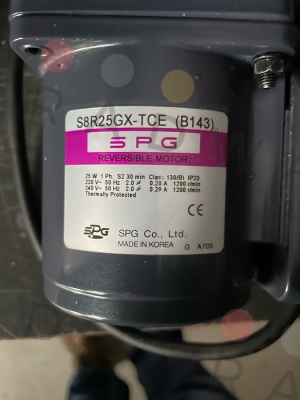 S8R25GX-TCE (B143)
SPG
REVERSIBLE MOTOR
25 W 1 Ph. S2 30 min Class 130(B) IP23
220 V~ 50 Hz 2.0 μF 0.28 A 1200 r/min
240 V~ 50 Hz 2.0 μF 0.28 A 1200 r/min
Thermally Protected
CE
SPG SPG Co., Ltd.
MADE IN KOREA G A705